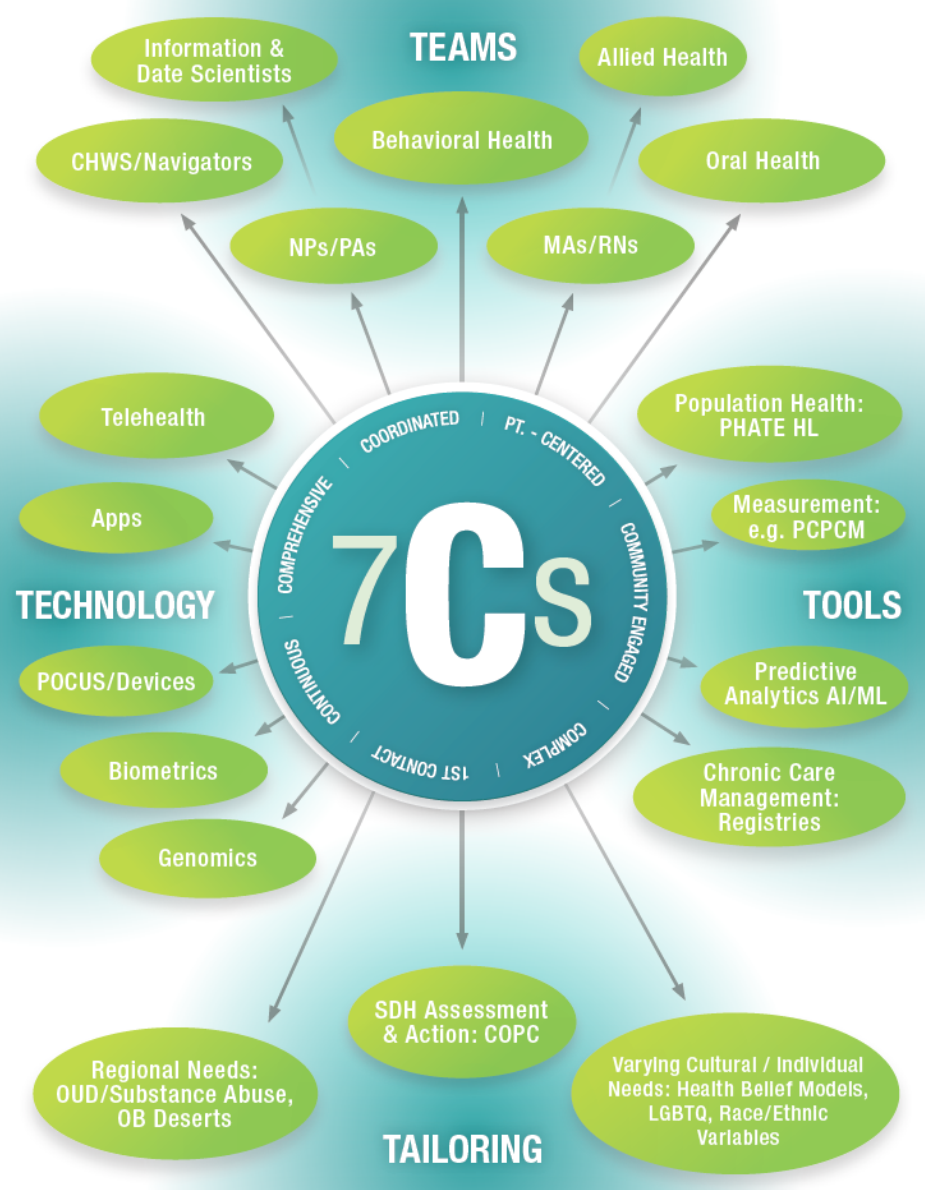 TEAMS
Information &
Date Scientists
Allied Health
Behavioral Health
CHWS/Navigators
Oral Health
NPs/PAs
MAs/RNs
Telehealth
Apps
TECHNOLOGY
POCUS/Devices
Biometrics
Genomics
7Cs
COORDINATED | PT. - CENTERED | COMMUNITY ENGAGED | COMPLEX | 1ST CONTACT | CONTINUOUS | COMPREHENSIVE |
Population Health:
PHATE HL
Measurement:
e.g. PCPCM
TOOLS
Predictive
Analytics AI/ML
Chronic Care
Management:
Registries
SDH Assessment
& Action: COPC
Regional Needs:
OUD/Substance Abuse,
OB Deserts
Varying Cultural / Individual
Needs: Health Belief Models,
LGBTQ, Race/Ethnic
Variables
TAILORING